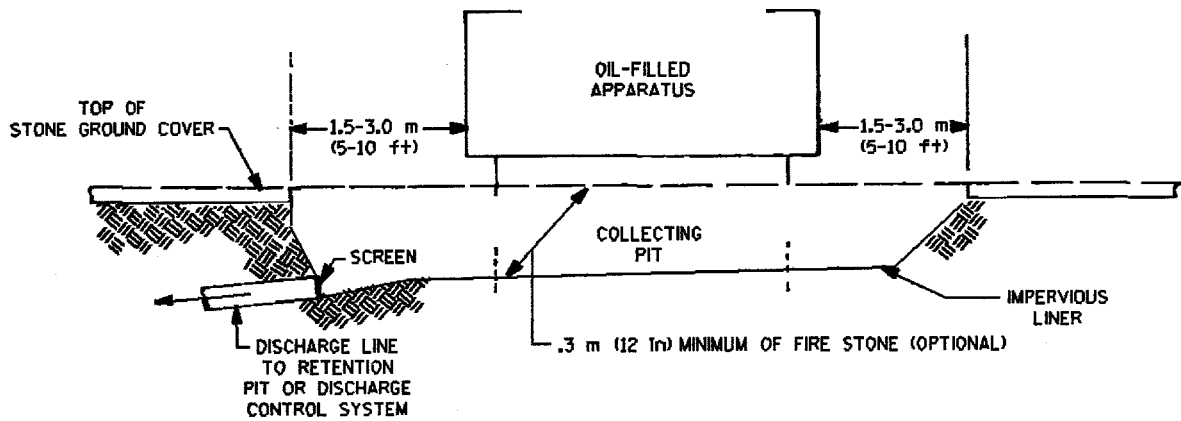 OIL-FILLED
APPARATUS
TOP OF
STONE GROUND COVER
1.5-3.0 m
(5-10 ft)
1.5-3.0 m
(5-10 ft)
COLLECTING
PIT
SCREEN
IMPERVIOUS
LINER
.3 m (12 In) MINIMUM OF FIRE STONE (OPTIONAL)
DISCHARGE LINE
TO RETENTION
PIT OR DISCHARGE
CONTROL SYSTEM